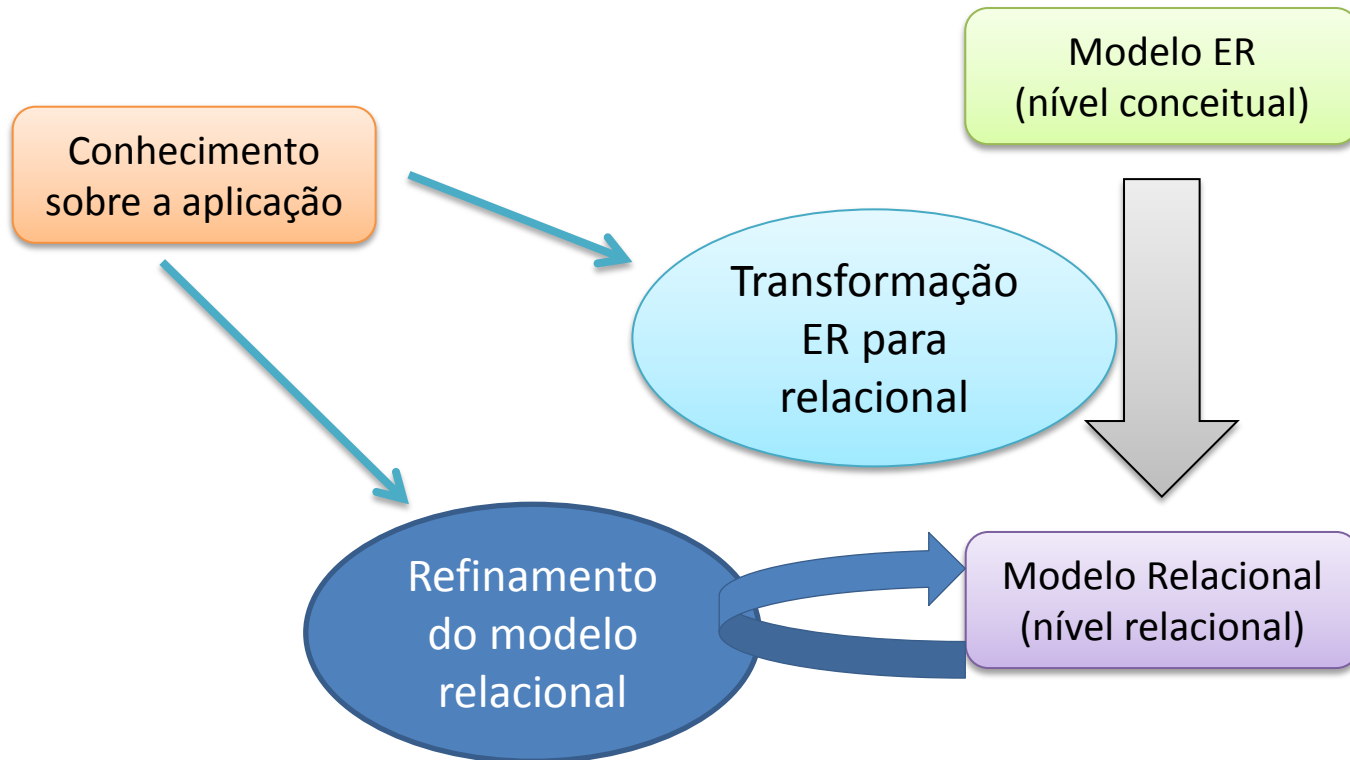 Modelo ER
(nível conceitual)
Conhecimento
sobre a aplicação
Transformação
ER para
relacional
Refinamento
do modelo
relacional
Modelo Relacional
(nível relacional)